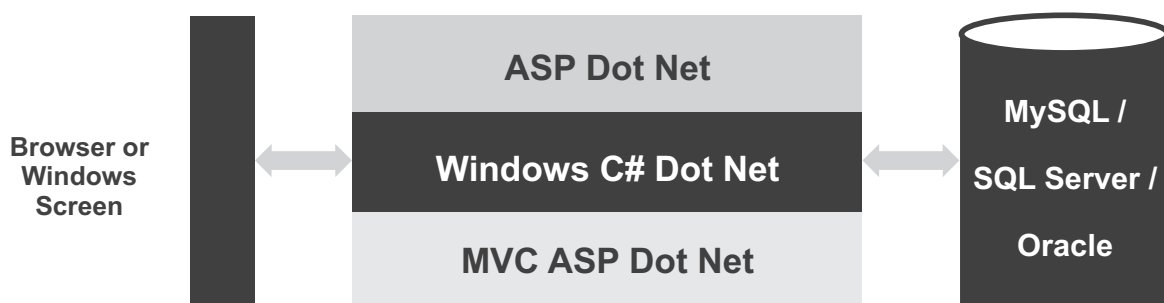 Browser or
Windows
Screen
ASP Dot Net
Windows C# Dot Net
MVC ASP Dot Net
MySQL /
SQL Server /
Oracle